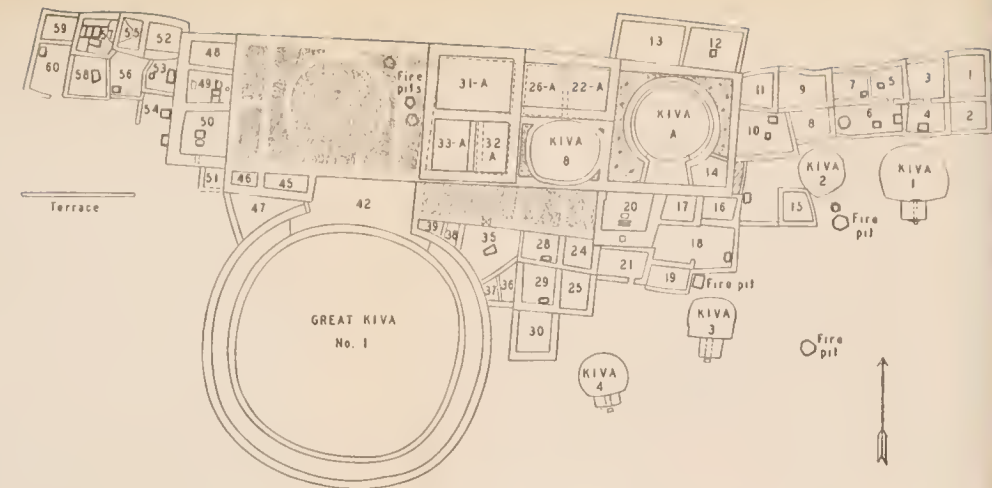 59
57
55
52
60
58
56
53
54
48
49
50
51
Fire
pits
31-A
26-A
22-A
33-A
32
A
KIVA
B
KIVA
A
13
12
14
11
9
7
5
3
1
10
8
6
4
2
KIVA
2
KIVA
1
15
Fire
pit
Terrace
46
45
47
42
39
38
35
20
17
16
18
28
24
21
19
Fire pit
37
36
29
25
30
GREAT KIVA
No. 1
KIVA
3
KIVA
4
Fire
pit